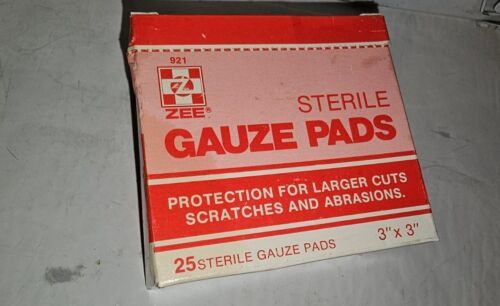 921
ZEE®
STERILE
GAUZE PADS
PROTECTION FOR LARGER CUTS
SCRATCHES AND ABRASIONS.
25 STERILE GAUZE PADS 3" x 3"